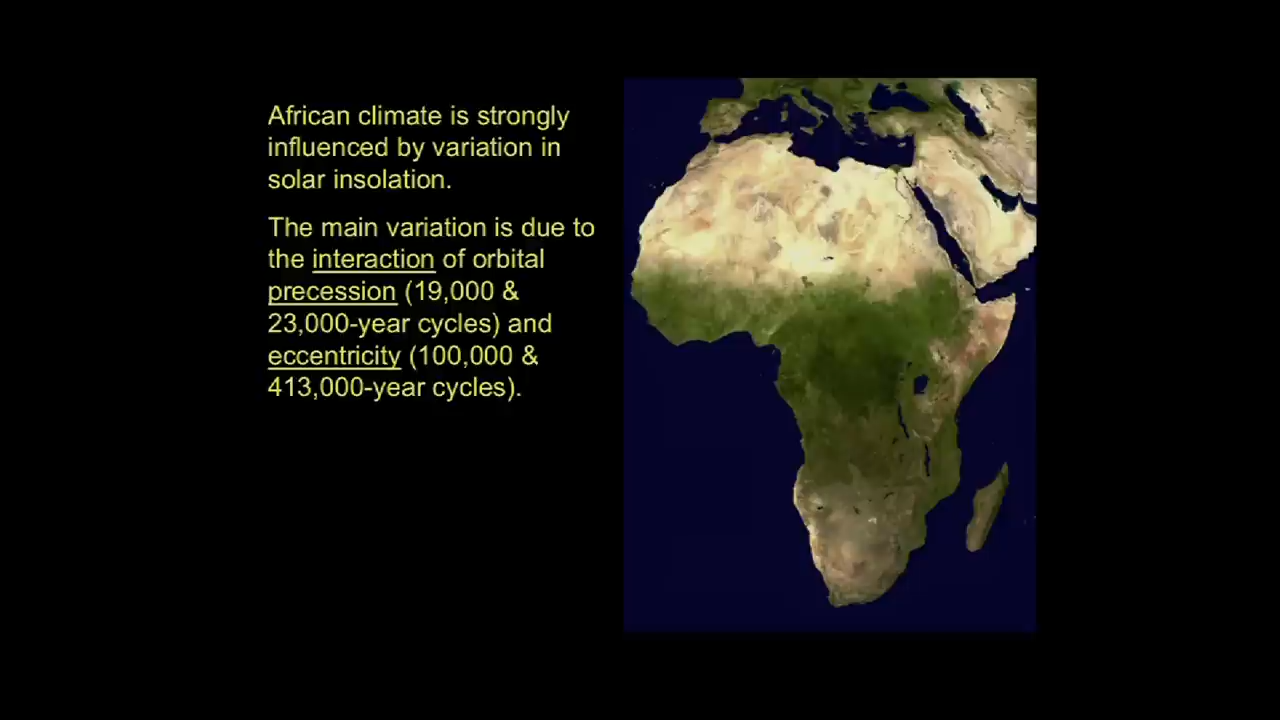 African climate is strongly
influenced by variation in
solar insolation.
The main variation is due to
the interaction of orbital
precession (19,000 &
23,000-year cycles) and
eccentricity (100,000 &
413,000-year cycles).